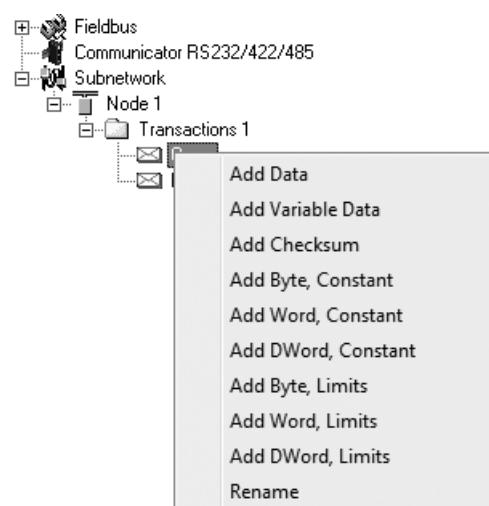 Fieldbus
Communicator RS232/422/485
Subnetwork
Node 1
Transactions 1
Add Data
Add Variable Data
Add Checksum
Add Byte, Constant
Add Word, Constant
Add DWord, Constant
Add Byte, Limits
Add Word, Limits
Add DWord, Limits
Rename